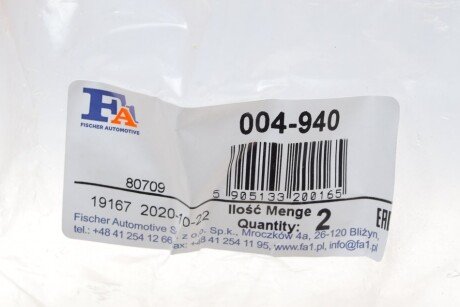 FA
FISCHER AUTOMOTIVE
004-940
80709
5 905133 200165
19167 2020-10-22
Ilość Menge
Quantity: 2
EAC
Fischer Automotive S z o.o. Sp.k., Mroczków 4a, 26-120 Bliżyn,
tel.: +48 41 254 12 66 fax: +48 41 254 11 95, www.fa1.pl, info@fa1.pl